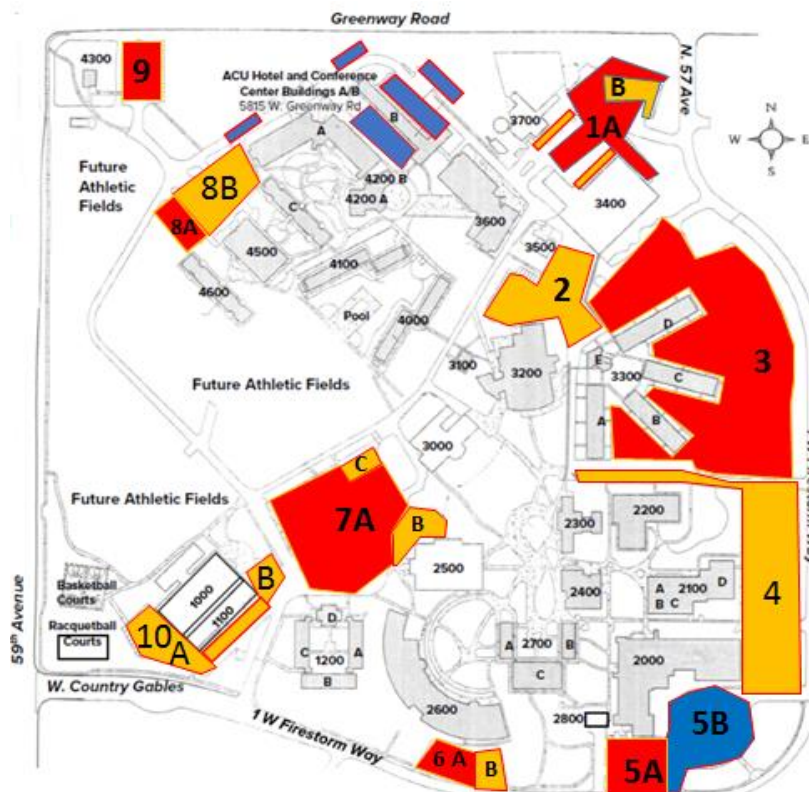 Greenway Road
4300
9
ACU Hotel and Conference
Center Buildings A/B
5815 W. Greenway Rd
N. 57 Ave
B
1A
3700
N
W E
S
A
B
Future
Athletic
Fields
8B
4200 B
4200 A
C
3600
3400
8A
4500
4600
4100
3500
2
Pool
4000
D
3
E
3300
C
3100
3200
A
B
Future Athletic Fields
3000
C
7A
B
Future Athletic Fields
2300
2200
2500
4
B
1000
1100
Basketball
Courts
2400
A
B C
2100
D
10
A
Racquetball
Courts
59th Avenue
D
C
1200
A
B
A
2700
B
C
2000
W. Country Gables
2600
1 W Firestorm Way
2800
5B
6 A
B
5A